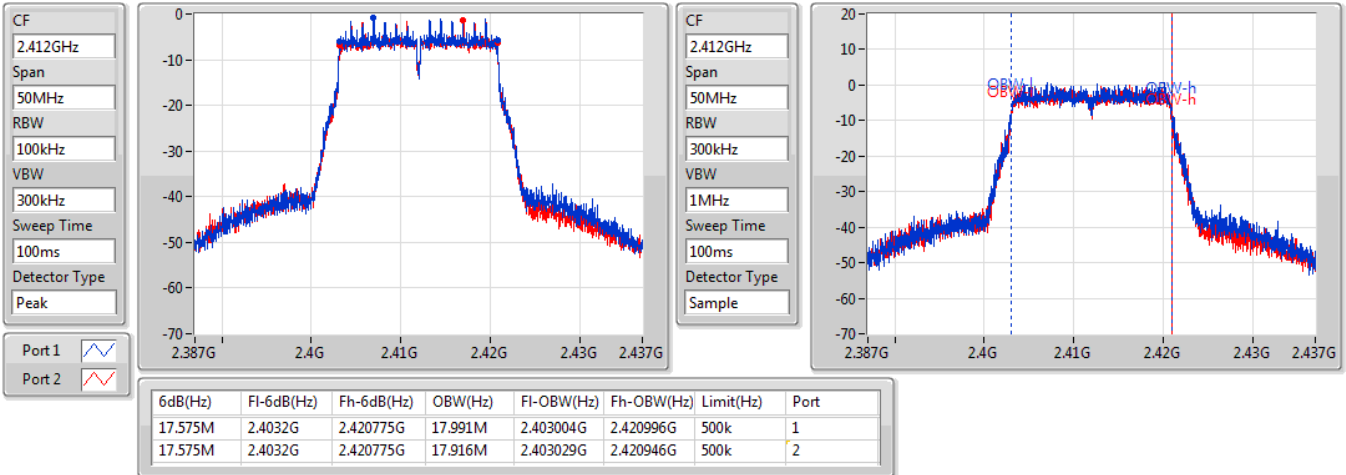 CF
2.412GHz
Span
50MHz
RBW
100kHz
VBW
300kHz
Sweep Time
100ms
Detector Type
Peak
0
-10
-20
-30
-40
-50
-60
-70
2.387G 2.4G 2.41G 2.42G 2.43G 2.437G
CF
2.412GHz
Span
50MHz
RBW
300kHz
VBW
1MHz
Sweep Time
100ms
Detector Type
Sample
20
10
0
-10
-20
-30
-40
-50
-60
-70
OBW-h
OBW-h
2.387G 2.4G 2.41G 2.42G 2.43G 2.437G
Port 1
Port 2
6dB(Hz) Fl-6dB(Hz) Fh-6dB(Hz) OBW(Hz) Fl-OBW(Hz) Fh-OBW(Hz) Limit(Hz) Port
17.575M 2.4032G 2.420775G 17.991M 2.403004G 2.420996G 500k 1
17.575M 2.4032G 2.420775G 17.916M 2.403029G 2.420946G 500k 2